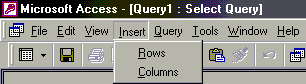 Microsoft Access - [Query1 : Select Query]
File Edit View Insert Query Tools Window Help
Rows
Columns